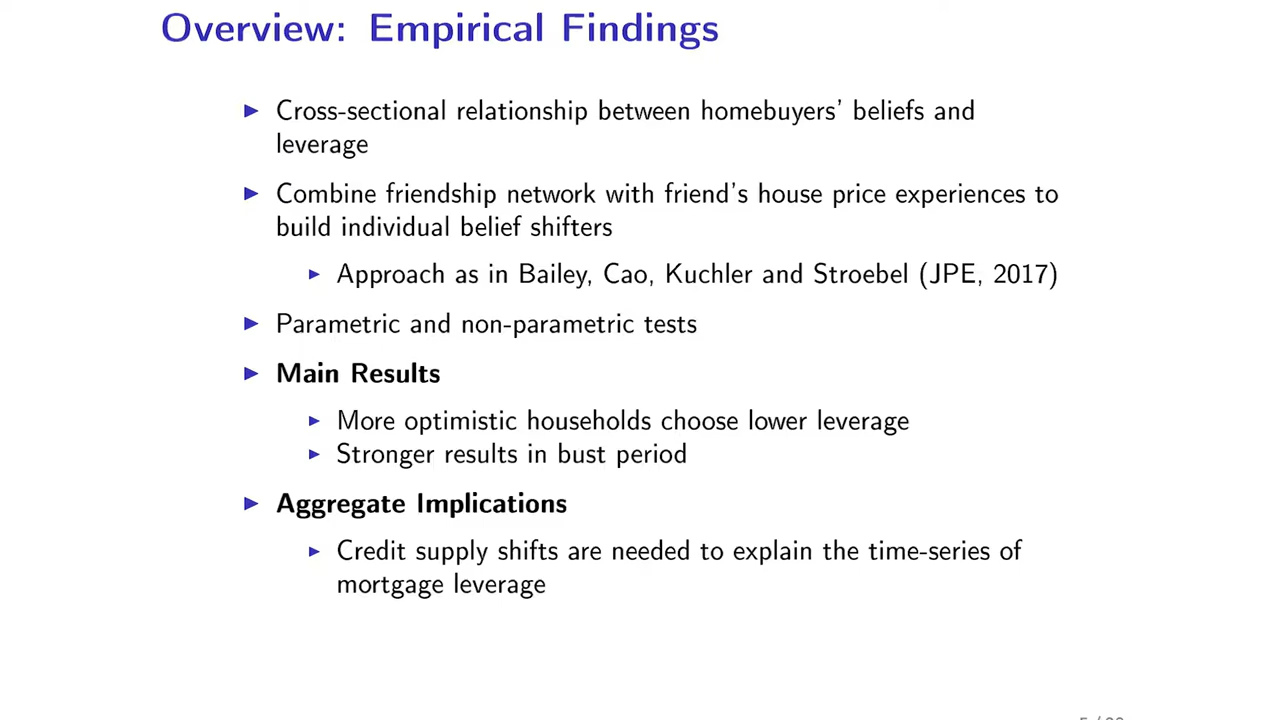 Overview: Empirical Findings
Cross-sectional relationship between homebuyers' beliefs and
leverage
Combine friendship network with friend's house price experiences to
build individual belief shifters
Approach as in Bailey, Cao, Kuchler and Stroebel (JPE, 2017)
Parametric and non-parametric tests
Main Results
More optimistic households choose lower leverage
Stronger results in bust period
Aggregate Implications
Credit supply shifts are needed to explain the time-series of
mortgage leverage